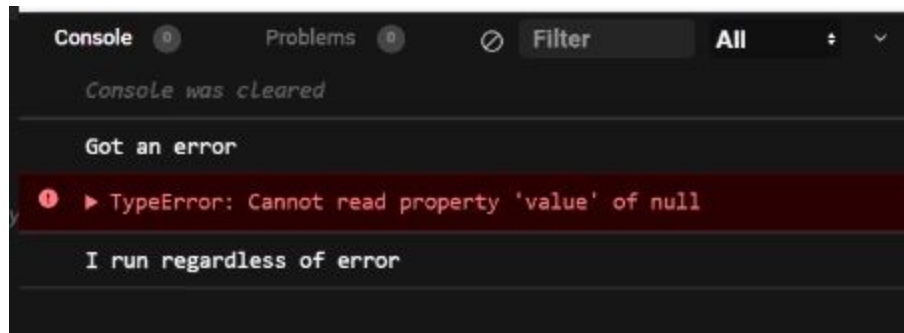 Console 0 Problems 0 Filter All
Console was cleared
Got an error
TypeError: Cannot read property 'value' of null
I run regardless of error